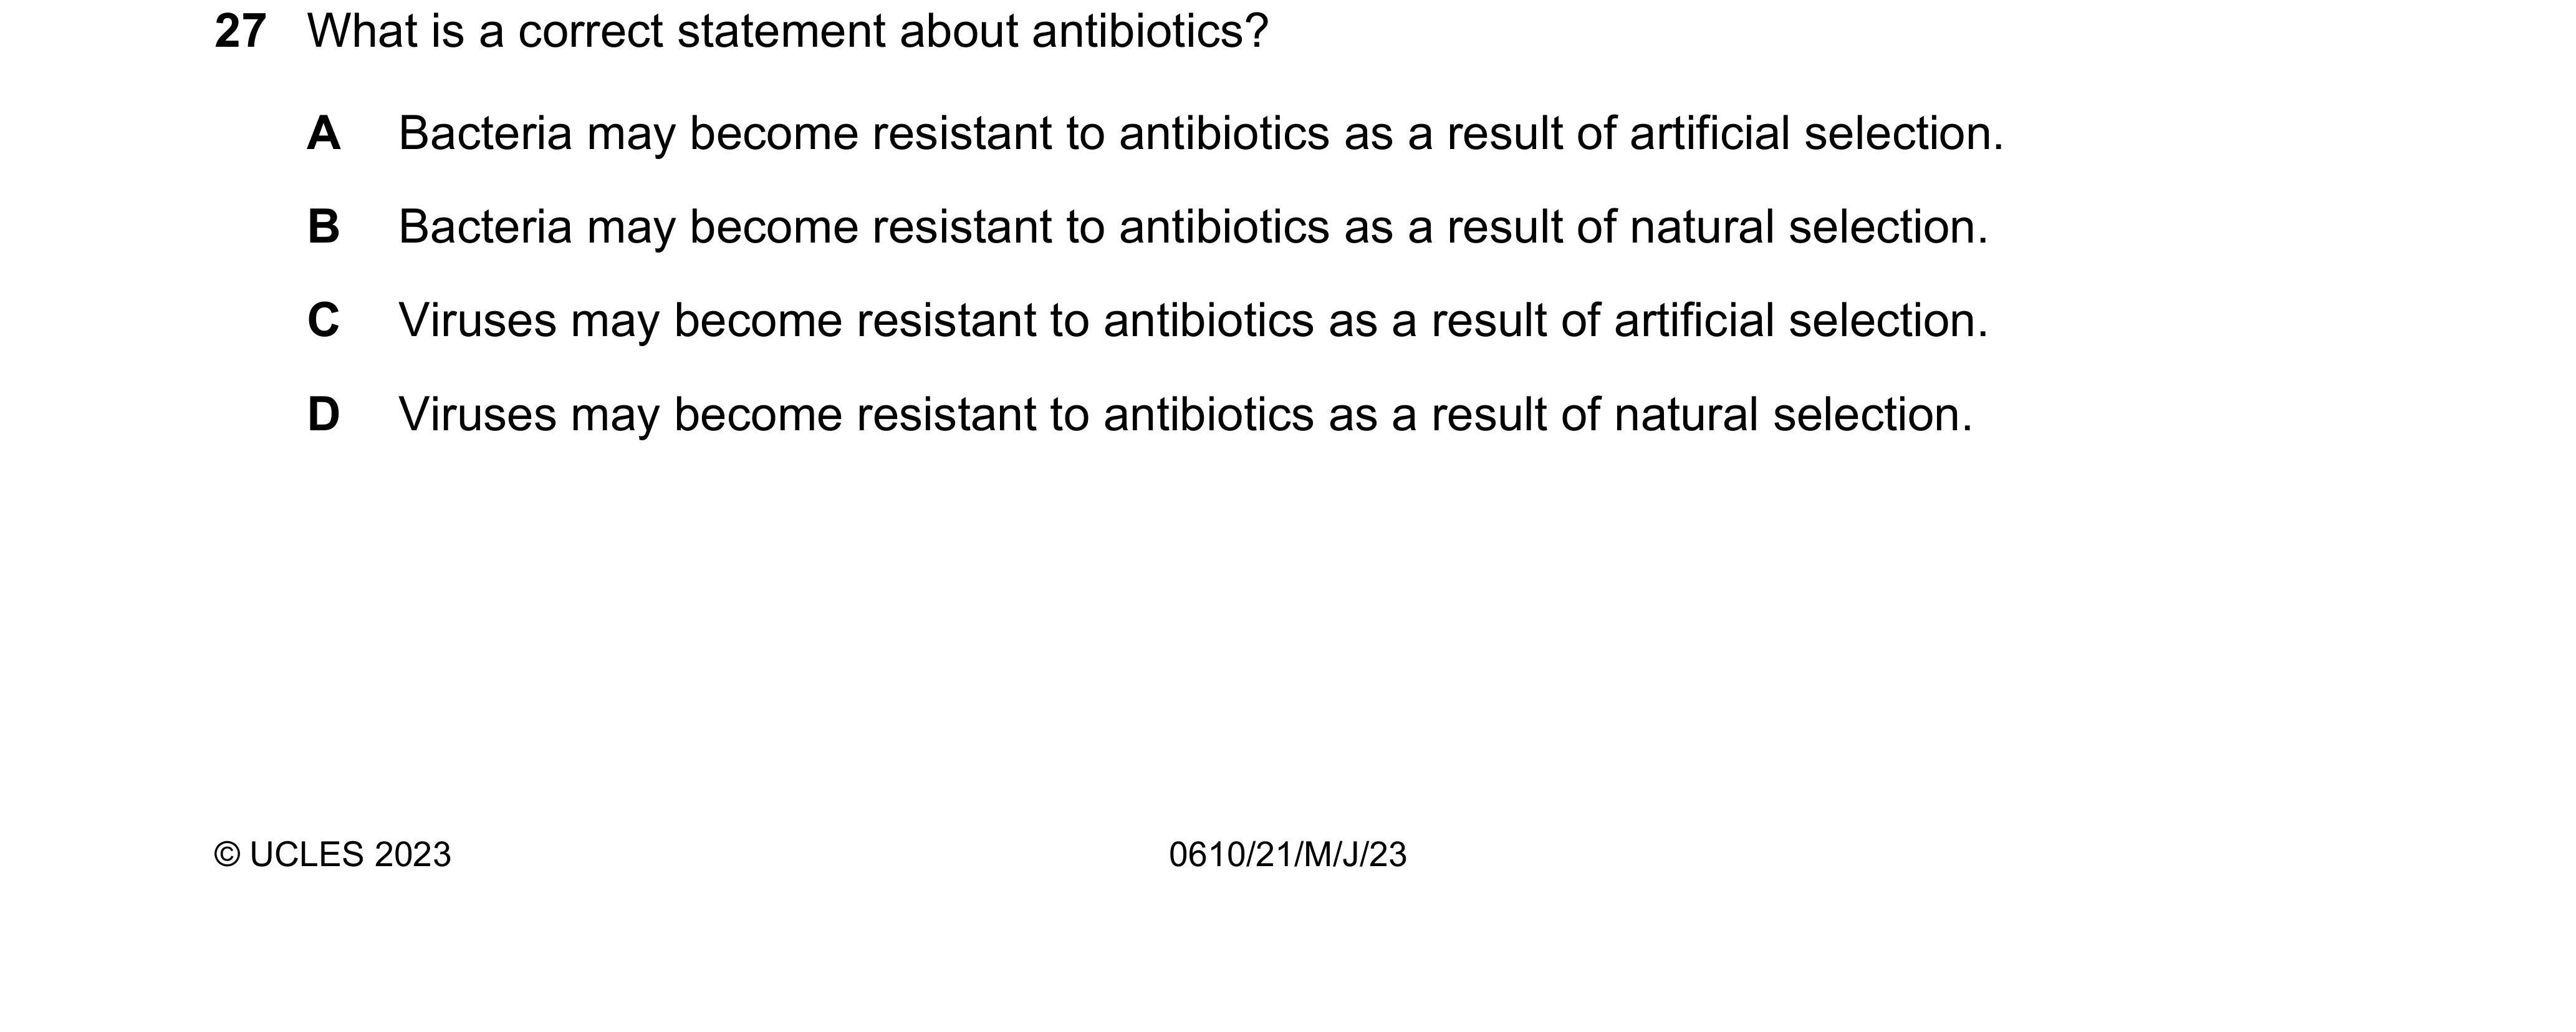 27 What is a correct statement about antibiotics?
A Bacteria may become resistant to antibiotics as a result of artificial selection.
B Bacteria may become resistant to antibiotics as a result of natural selection.
C Viruses may become resistant to antibiotics as a result of artificial selection.
D Viruses may become resistant to antibiotics as a result of natural selection.
© UCLES 2023 0610/21/M/J/23